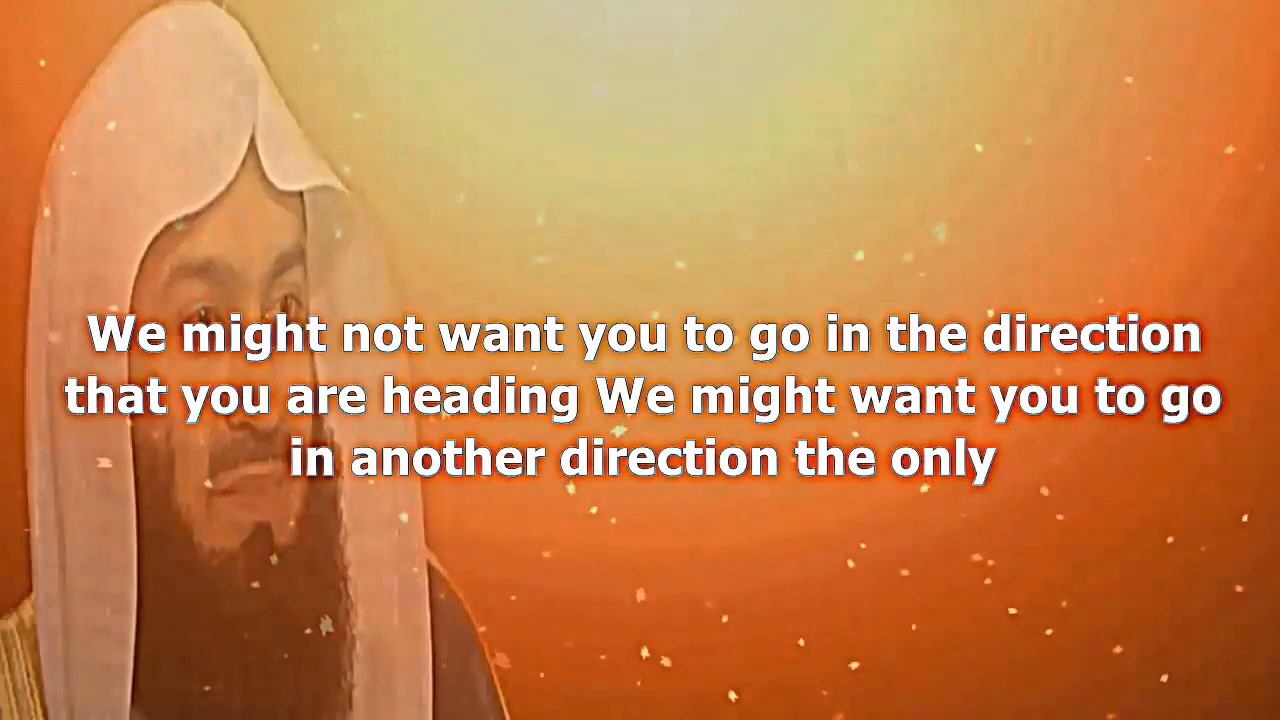 We might not want you to go in the direction
that you are heading We might want you to go
in another direction the only